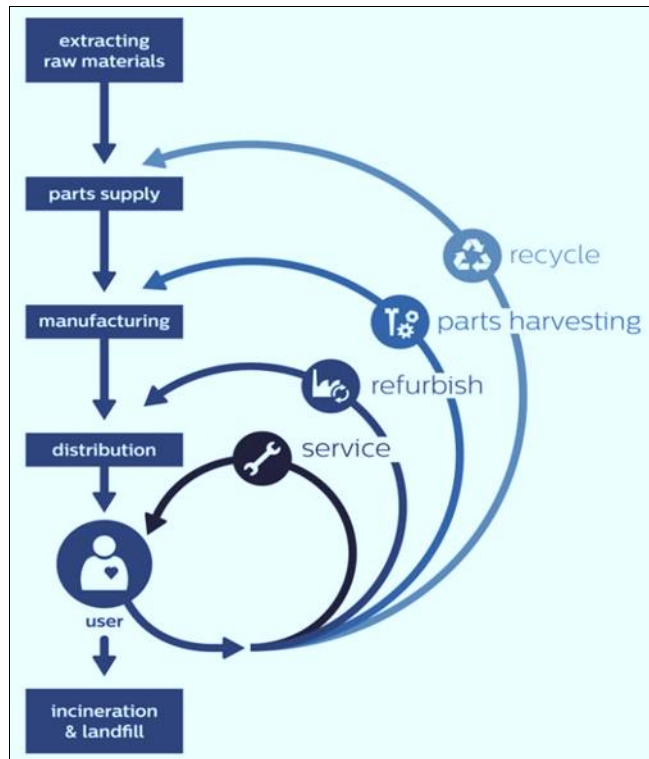 extracting
raw materials
parts supply
recycle
manufacturing
parts harvesting
refurbish
distribution
service
user
incineration
& landfill